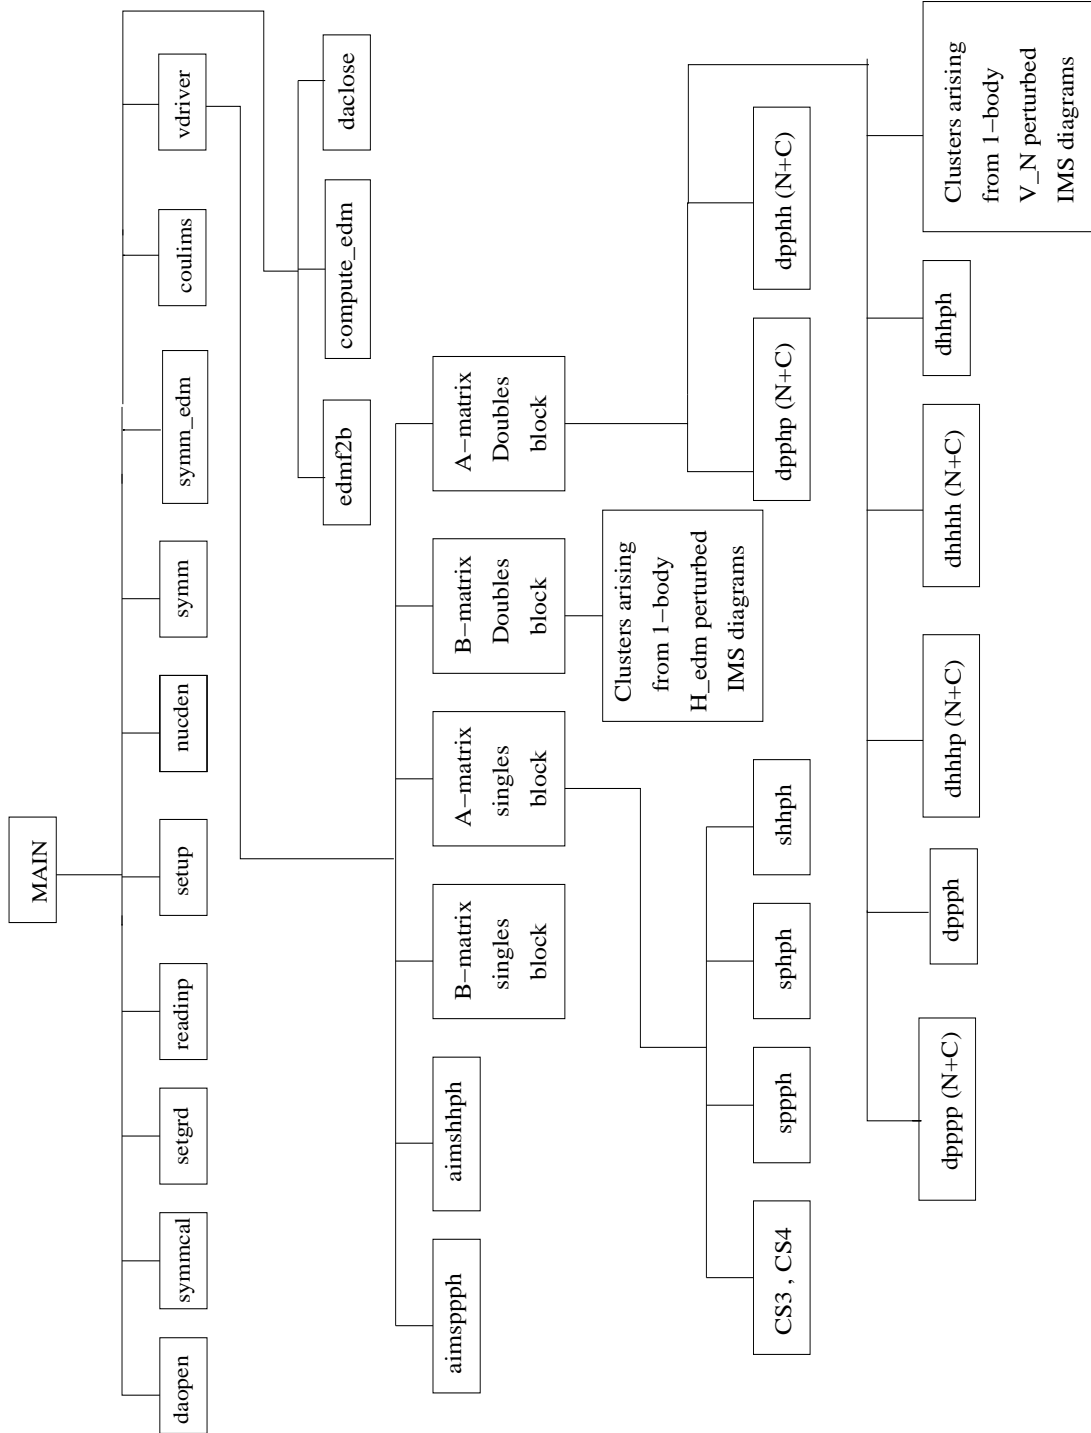 MAIN
daopen
symmcal
setgrd
readinp
setup
nucden
symm
symm_edm
coulims
vdriver
edmf2b
compute_edm
daclose
aimsppph
aimshhph
B−matrix
singles
block
A−matrix
singles
block
B−matrix
Doubles
block
A−matrix
Doubles
block
Clusters arising
from 1−body
H_edm perturbed
IMS diagrams
CS3 , CS4
sppph
sphph
shhph
dpphp (N+C)
dpphh (N+C)
dpppp (N+C)
dppph
dhhhp (N+C)
dhhhh (N+C)
dhhph
Clusters arising
from 1−body
V_N perturbed
IMS diagrams